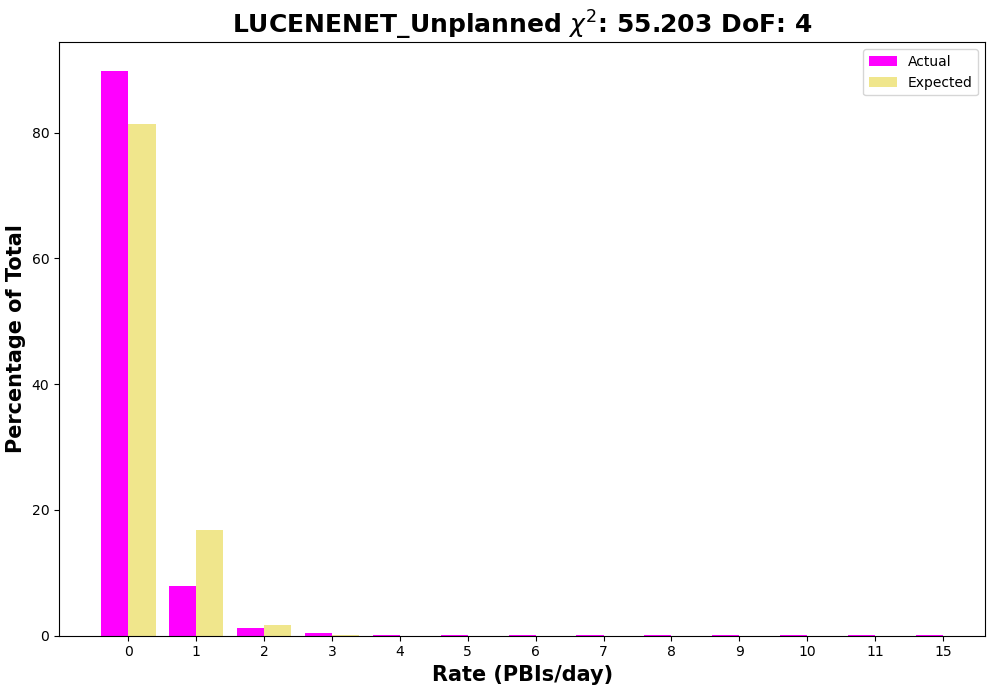 LUCENENET_Unplanned χ²: 55.203 DoF: 4
Actual
Expected
Percentage of Total
80
60
40
20
0
0 1 2 3 4 5 6 7 8 9 10 11 15
Rate (PBIs/day)